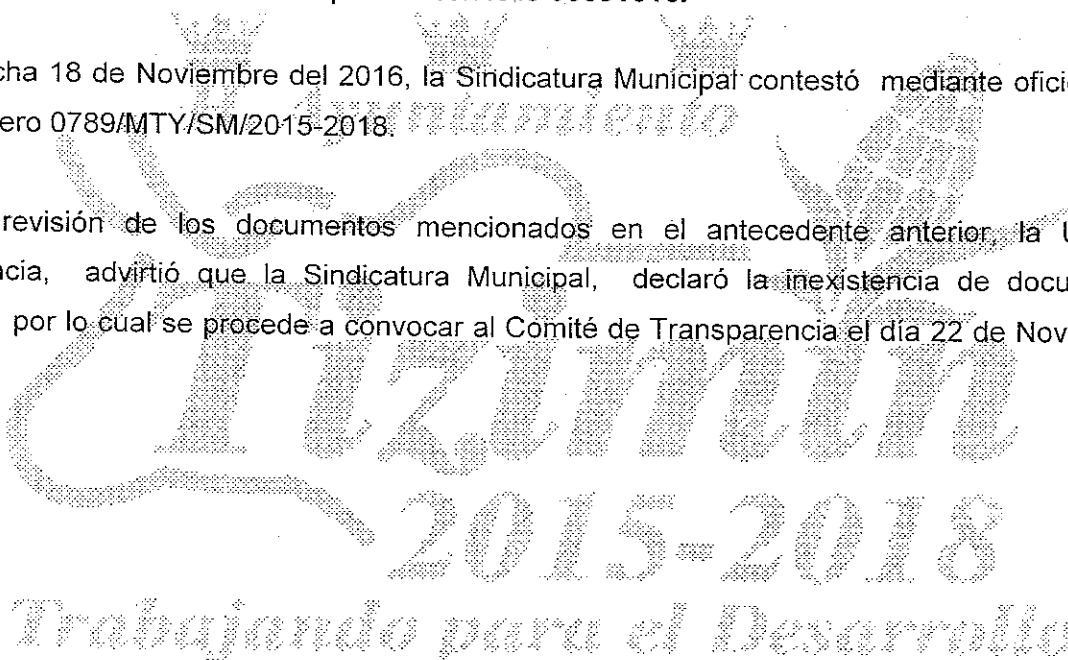 cha 18 de Noviembre del 2016, la Sindicatura Municipal contestó mediante ofici
ero 0789/MTY/SM/2015-2018.
H. Ayuntamiento
revisión de los documentos mencionados en el antecedente anterior, la U
ncia, advirtió que la Sindicatura Municipal, declaró la inexistencia de docu
por lo cual se procede a convocar al Comité de Transparencia el día 22 de Nov
Tizimín
2015-2018
Trabajando para el Desarrollo